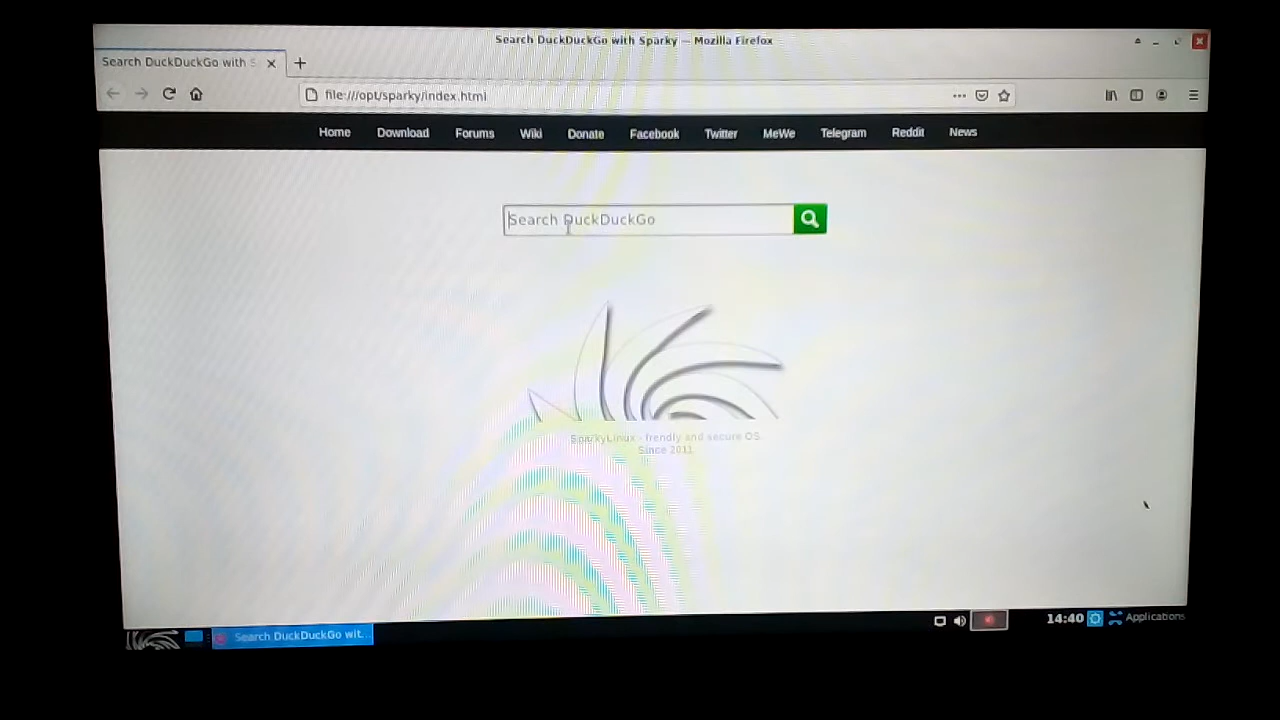 Search DuckDuckGo with Sparky — Mozilla Firefox
Search DuckDuckGo with S
file:///opt/sparky/index.html
Home Download Forums Wiki Donate Facebook Twitter MeWe Telegram Reddit News
Search DuckDuckGo
SparkyLinux - frendly and secure OS
Since 2011
Search DuckDuckGo wit...
14:40
Applications